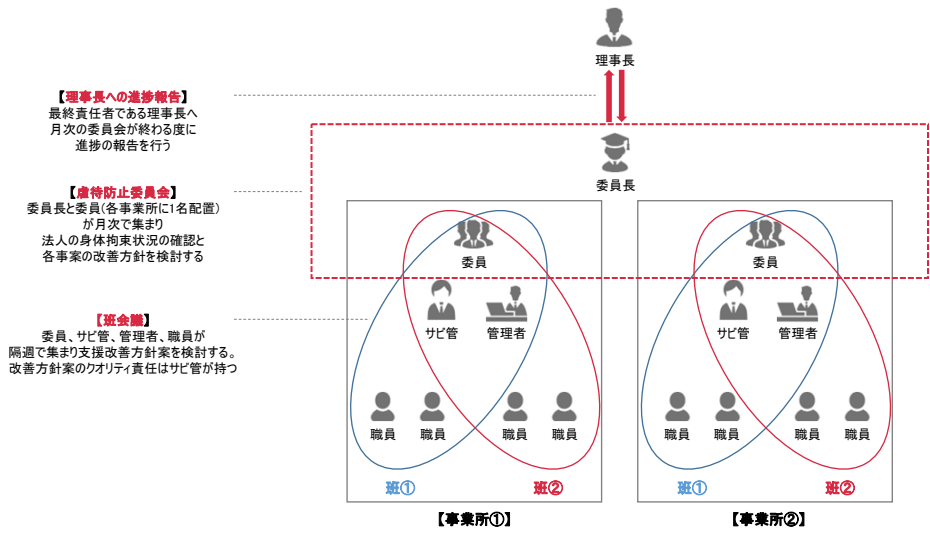 理事長
【理事長への進捗報告】
最終責任者である理事長へ
月次の委員会が終わる度に
進捗の報告を行う
委員長
【虐待防止委員会】
委員長と委員(各事業所に1名配置)
が月次で集まり
法人の身体拘束状況の確認と
各事案の改善方針を検討する
委員
委員
【班会議】
委員、サビ管、管理者、職員が
隔週で集まり支援改善方針案を検討する。
改善方針案のクオリティ責任はサビ管が持つ
サビ管
管理者
サビ管
管理者
職員
職員
職員
職員
職員
職員
職員
職員
班①
班②
班①
班②
【事業所①】
【事業所②】